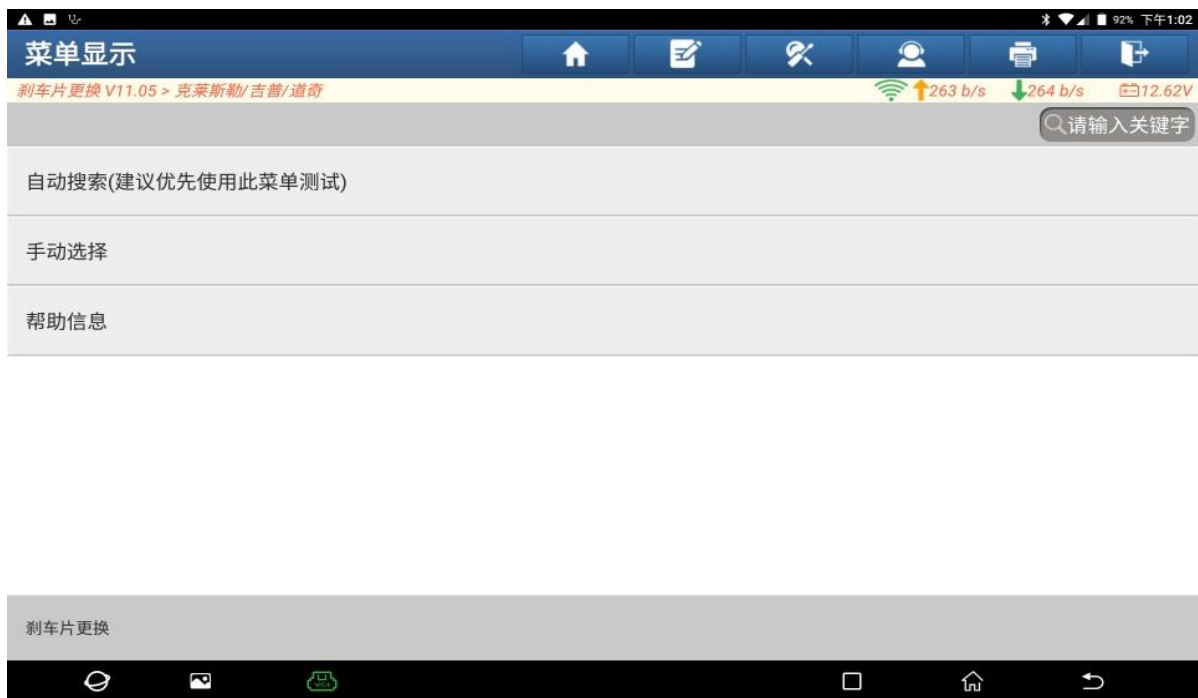 92% 下午1:02
菜单显示
刹车片更换 V11.05 > 克莱斯勒/吉普/道奇 263 b/s 264 b/s 12.62V
请输入关键字
自动搜索(建议优先使用此菜单测试)
手动选择
帮助信息
刹车片更换
VCI